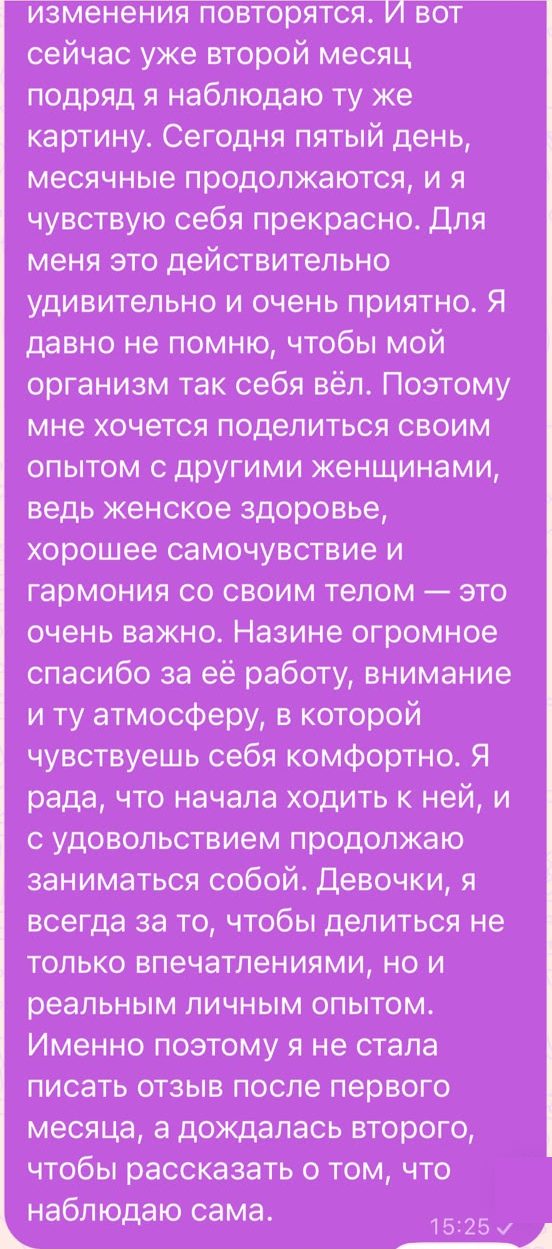 изменения повторятся. И вот
сейчас уже второй месяц
подряд я наблюдаю ту же
картину. Сегодня пятый день,
месячные продолжаются, и я
чувствую себя прекрасно. Для
меня это действительно
удивительно и очень приятно. Я
давно не помню, чтобы мой
организм так себя вёл. Поэтому
мне хочется поделиться своим
опытом с другими женщинами,
ведь женское здоровье,
хорошее самочувствие и
гармония со своим телом — это
очень важно. Назине огромное
спасибо за её работу, внимание
и ту атмосферу, в которой
чувствуешь себя комфортно. Я
рада, что начала ходить к ней, и
с удовольствием продолжаю
заниматься собой. Девочки, я
всегда за то, чтобы делиться не
только впечатлениями, но и
реальным личным опытом.
Именно поэтому я не стала
писать отзыв после первого
месяца, а дождалась второго,
чтобы рассказать о том, что
наблюдаю сама.
15:25